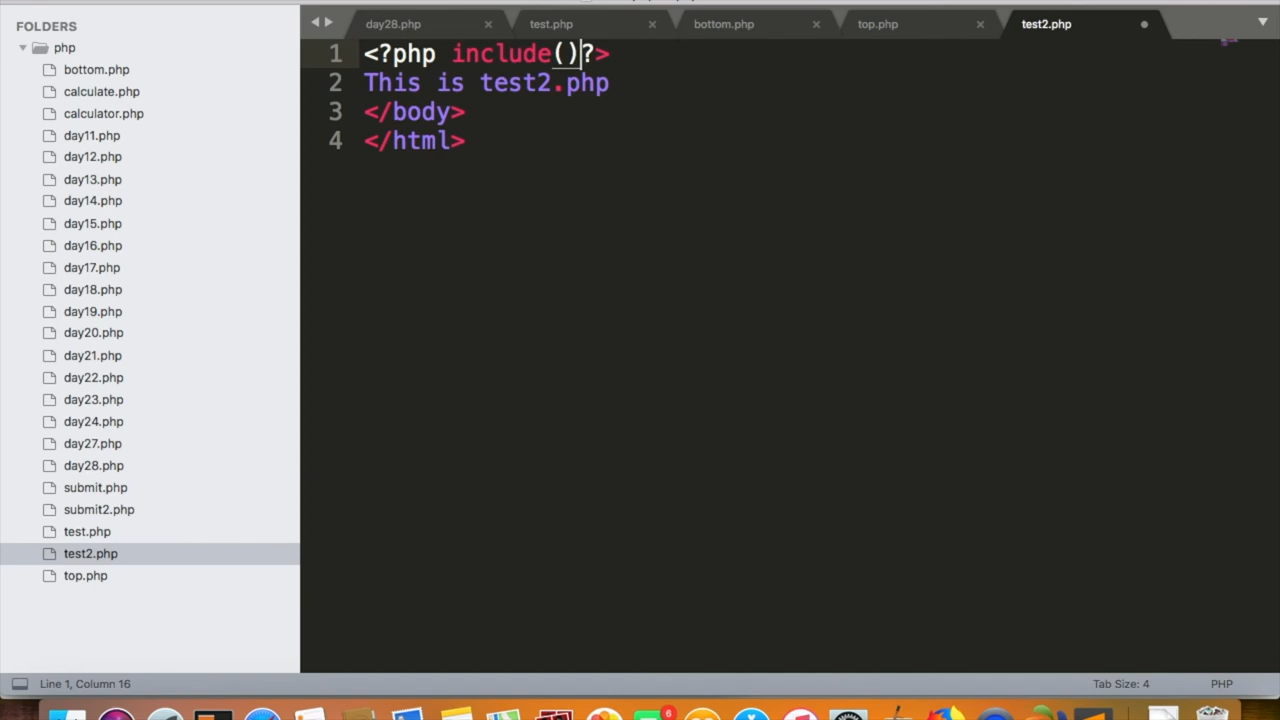 FOLDERS
php
bottom.php
calculate.php
calculator.php
day11.php
day12.php
day13.php
day14.php
day15.php
day16.php
day17.php
day18.php
day19.php
day20.php
day21.php
day22.php
day23.php
day24.php
day27.php
day28.php
submit.php
submit2.php
test.php
test2.php
top.php
day28.php
test.php
bottom.php
top.php
test2.php
1 <?php include()?>
2 This is test2.php
3 </body>
4 </html>
Line 1, Column 16
Tab Size: 4
PHP
6